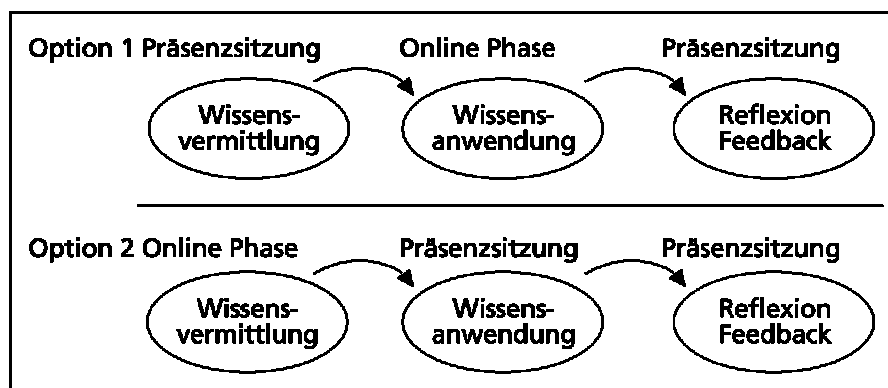 Option 1 Präsenzsitzung Online Phase Präsenzsitzung
Wissens-
vermittlung
Wissens-
anwendung
Reflexion
Feedback
Option 2 Online Phase Präsenzsitzung Präsenzsitzung
Wissens-
vermittlung
Wissens-
anwendung
Reflexion
Feedback